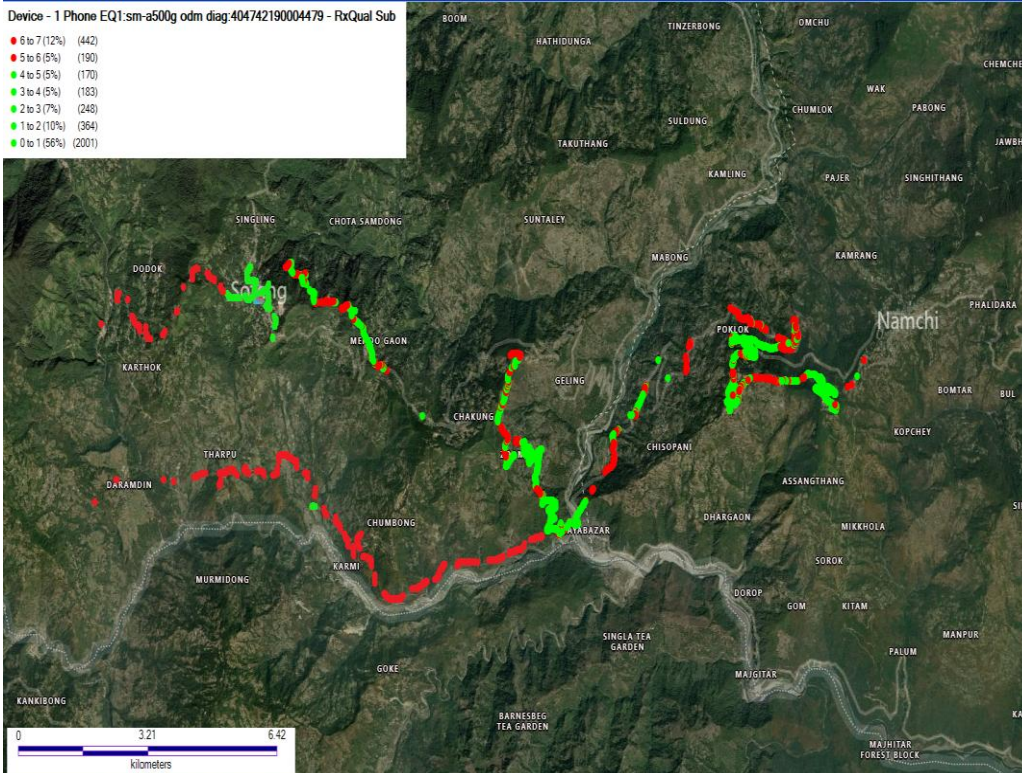 Device - 1 Phone EQ1:sm-a500g odm diag:404742190004479 - RxQual Sub
6 to 7 (12%) (442)
5 to 6 (5%) (190)
4 to 5 (5%) (170)
3 to 4 (5%) (183)
2 to 3 (7%) (248)
1 to 2 (10%) (364)
0 to 1 (56%) (2001)
BOOM
TINZERBONG
OMCHU
HATHIDUNGA
CHEMCHE
WAK
CHUMLOK
PABONG
SULDUNG
TAKUTHANG
JAWBH
KAMLING
PAJER
SINGHITHANG
SINGLING
CHOTA SAMDONG
SUNTALEY
MABONG
KAMRANG
DODOK
PHALIDARA
Namchi
POKLOK
GAON
KARTHOK
GELING
BOMTAR
BUL
CHAKUNG
KOPCHEY
CHISOPANI
THARPU
DARAMDIN
ASSANGTHANG
DHARGAON
CHUMBONG
AYABAZAR
MIKKHOLA
SOROK
KARMI
MURMIDONG
DOROP
GOM
KITAM
SINGLA TEA
GARDEN
MANPUR
PALUM
GOKE
MAJGITAR
KANKIBONG
BARNESBEG
TEA GARDEN
MAJHITAR
FOREST BLOCK
0 3.21 6.42
kilometers